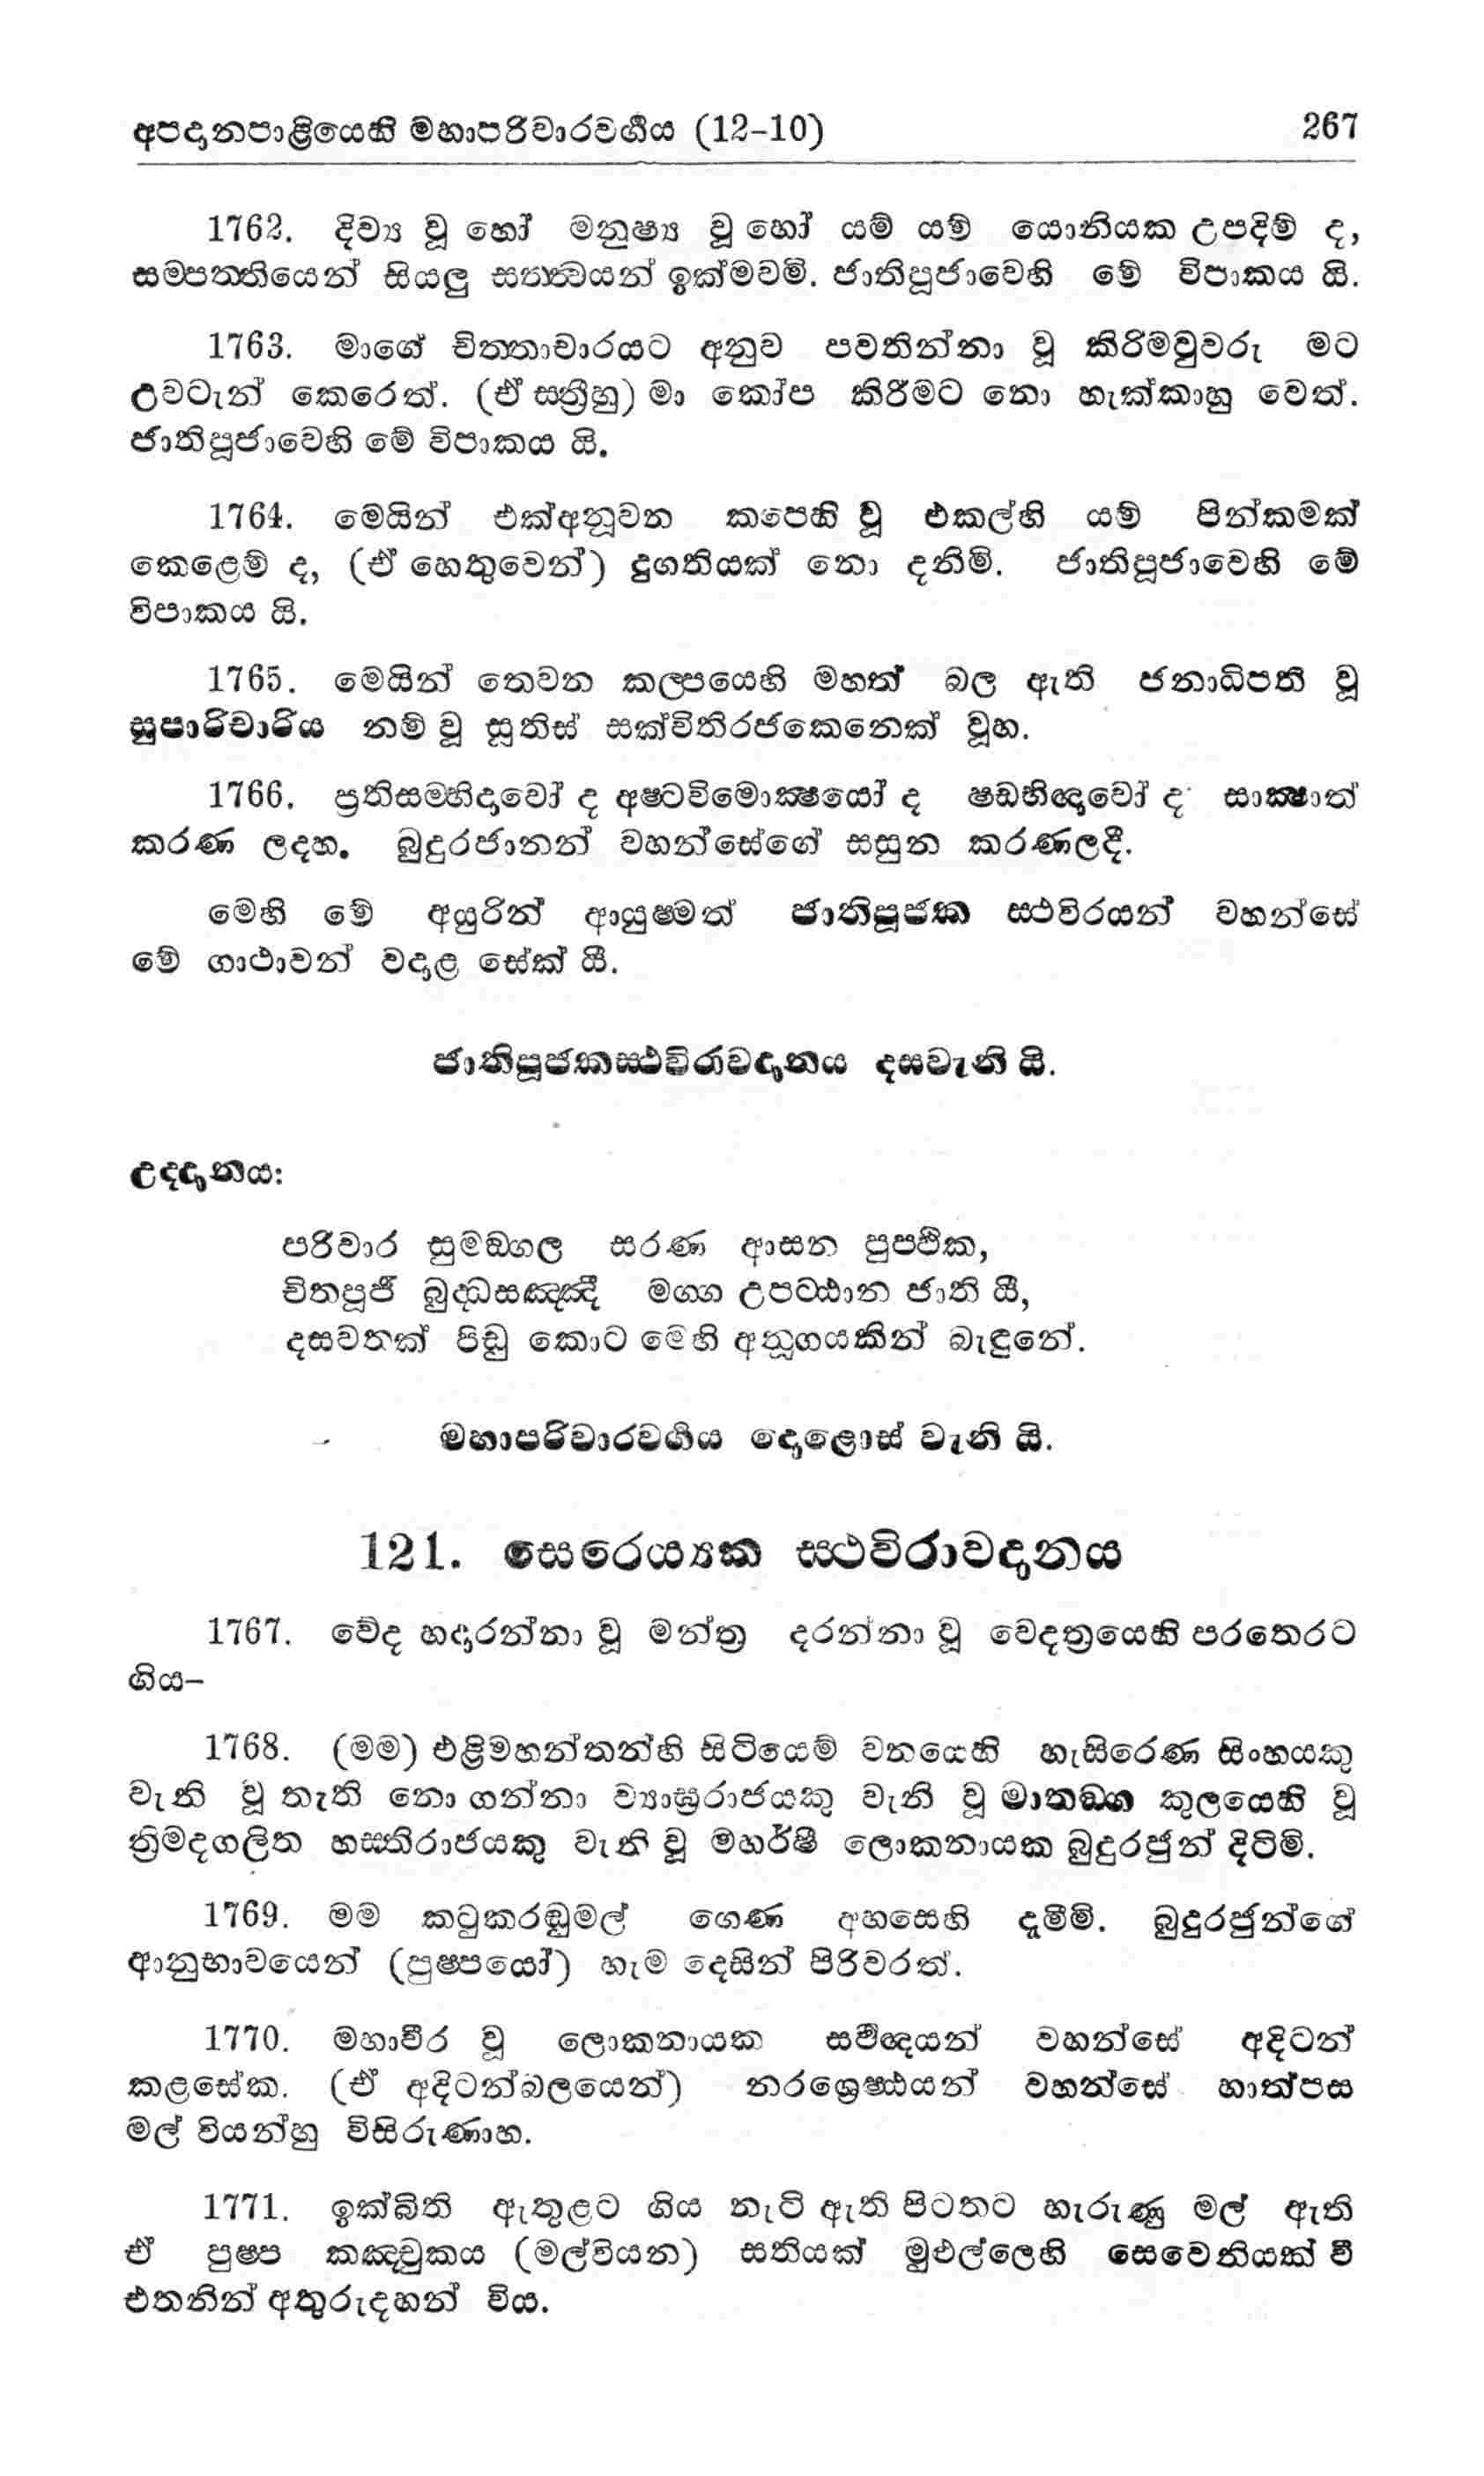 අපදානපාළියෙහි මහාපරිවාරවර්ගය (12-10) 267
1762. දිව්‍ය වූ හෝ මනුෂ්‍ය වූ හෝ යම් යම් යොනියක උපදිම් ද,
සම්පත්තියෙන් සියලු සත්ත්‍වයන් ඉක්මවමි. ජාතිපූජාවෙහි මේ විපාකය යි.
1763. මාගේ චිත්තාචාරයට අනුව පවතින්නා වූ කිරිමවුවරු මට
උවටැන් කෙරෙත්. (ඒ ස්ත්‍රීහු) මා කෝප කිරීමට නො හැක්කාහු වෙත්.
ජාතිපූජාවෙහි මේ විපාකය යි.
1764. මෙයින් එක්අනූවන කපෙහි වූ එකල්හි යම් පින්කමක්
කෙළෙම් ද, (ඒ හෙතුවෙන්) දුගතියක් නො දනිමි. ජාතිපූජාවෙහි මේ
විපාකය යි.
1765. මෙයින් තෙවන කල්පයෙහි මහත් බල ඇති ජනාධිපති වූ
සුපාරිචාරිය නම් වූ සූතිස් සක්විතිරජකෙනෙක් වූහ.
1766. ප්‍රතිසම්භිදාවෝ ද අෂ්ටවිමොක්ෂයෝ ද ෂඩභිඥාවෝ ද සාක්ෂාත්
කරණ ලදහ. බුදුරජානන් වහන්සේගේ සසුන කරණලදී.
මෙහි මේ අයුරින් ආයුෂ්මත් ජාතිපූජක ස්ථවිරයන් වහන්සේ
මේ ගාථාවන් වදාළ සේක් යී.
ජාතිපූජකස්ථවිරාවදානය දසවැනි යි.
උද්දානය:
පරිවාර සුමඞ්ගල සරණ ආසන පුප්ඵික,
චිතපූජී බුද්ධසඤ්ඤී මග්ග උපට්ඨාන ජාති යී,
දසවතක් පිඬු කොට මෙහි අනූගයකින් බැඳුනේ.
මහාපරිවාරවර්ගය දොළොස් වැනි යි.
121. සෙරෙය්‍යක ස්ථවිරාවදානය
1767. වේද හදාරන්නා වූ මන්ත්‍ර දරන්නා වූ වෙදත්‍රයෙහි පරතෙරට
ගිය–
1768. (මම) එළිමහන්තන්හි සිටියෙම් වනයෙහි හැසිරෙණ සිංහයකු
වැනි වූ තැති නො ගන්නා ව්‍යාඝ්‍රරාජයකු වැනි වූ මාතඞ්ග කුලයෙහි වූ
ත්‍රිමදගලිත හස්තිරාජයකු වැනි වූ මහර්ෂී ලොකනායක බුදුරජුන් දිටිමි.
1769. මම කටුකරඬුමල් ගෙණ අහසෙහි දැමීමි. බුදුරජුන්ගේ
ආනුභාවයෙන් (පුෂ්පයෝ) හැම දෙසින් පිරිවරත්.
1770. මහාවීර වූ ලොකනායක සර්වඥයන් වහන්සේ අදිටන්
කළසේක. (ඒ අදිටන්බලයෙන්) නරශ්‍රෙෂ්ඨයන් වහන්සේ හාත්පස
මල් වියන්හු විසිරුණාහ.
1771. ඉක්බිති ඇතුළට ගිය නැටි ඇති පිටතට හැරුණු මල් ඇති
ඒ පුෂ්ප කඤ්චුකය (මල්වියන) සතියක් මුළුල්ලෙහි සෙවෙනියක් වී
එතනින් අතුරුදහන් විය.